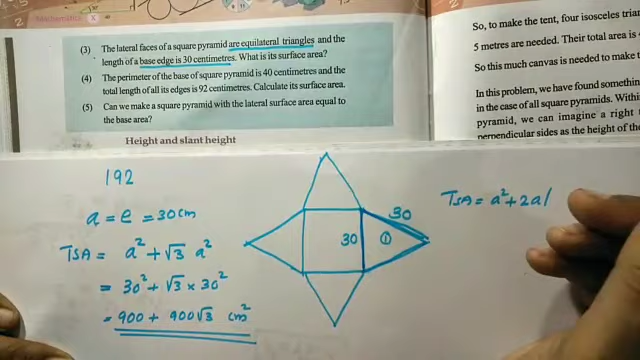 Mathematics X
(3) The lateral faces of a square pyramid are equilateral triangles and the
length of a base edge is 30 centimetres. What is its surface area?
(4) The perimeter of the base of square pyramid is 40 centimetres and the
total length of all its edges is 92 centimetres. Calculate its surface area.
(5) Can we make a square pyramid with the lateral surface area equal to
the base area?
Height and slant height
So, to make the tent, four isosceles
5 metres are needed. Their total area is
So this much canvas is needed to make
In this problem, we have found
in the case of all square pyramids.
pyramid, we can imagine a right
perpendicular sides as the height of
192
a = e = 30 cm
TSA = a² + √3 a²
= 30² + √3 × 30²
= 900 + 900√3 cm²
30
30
①
TSA = a² + 2al